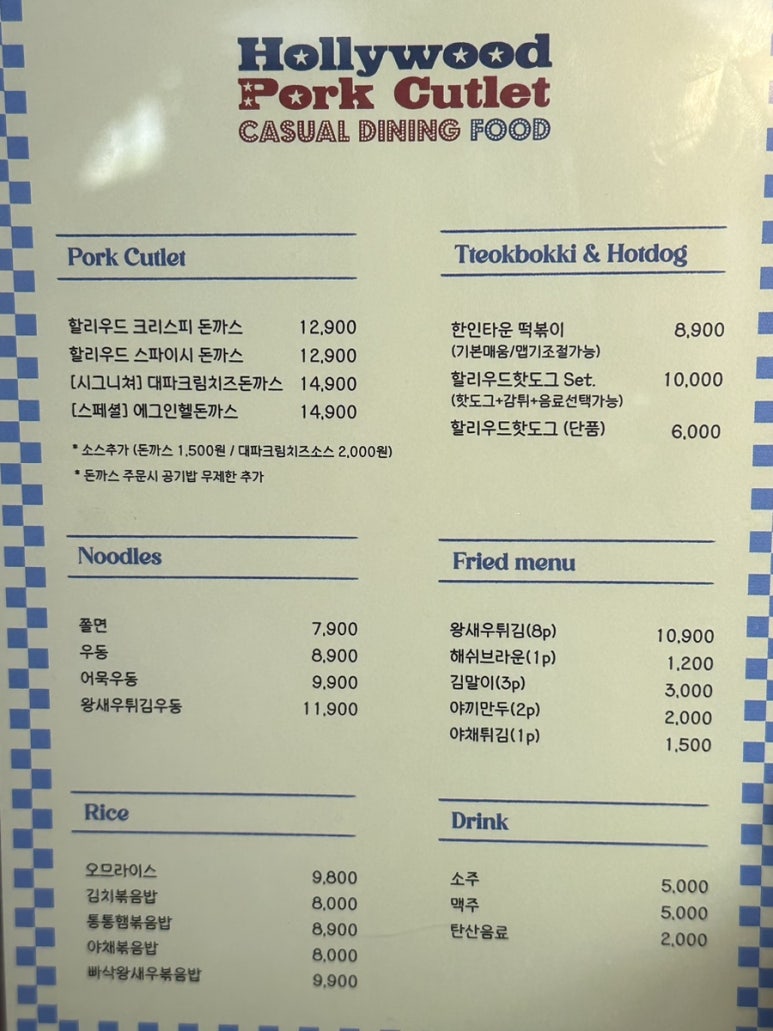 Hollywood
Pork Cutlet
CASUAL DINING FOOD
Pork Cutlet
할리우드 크리스피 돈까스 12,900
할리우드 스파이시 돈까스 12,900
[시그니쳐] 대파크림치즈돈까스 14,900
[스페셜] 에그인헬돈까스 14,900
* 소스추가 (돈까스 1,500원 / 대파크림치즈소스 2,000원)
* 돈까스 주문시 공기밥 무제한 추가
Tteokbokki & Hotdog
한인타운 떡볶이 8,900
(기본매움/맵기조절가능)
할리우드핫도그 Set. 10,000
(핫도그+감튀+음료선택가능)
할리우드핫도그 (단품) 6,000
Noodles
쫄면 7,900
우동 8,900
어묵우동 9,900
왕새우튀김우동 11,900
Fried menu
왕새우튀김(8p) 10,900
해쉬브라운(1p) 1,200
김말이(3p) 3,000
야끼만두(2p) 2,000
야채튀김(1p) 1,500
Rice
오므라이스 9,800
김치볶음밥 8,000
통통햄볶음밥 8,900
야채볶음밥 8,000
빠삭왕새우볶음밥 9,900
Drink
소주 5,000
맥주 5,000
탄산음료 2,000